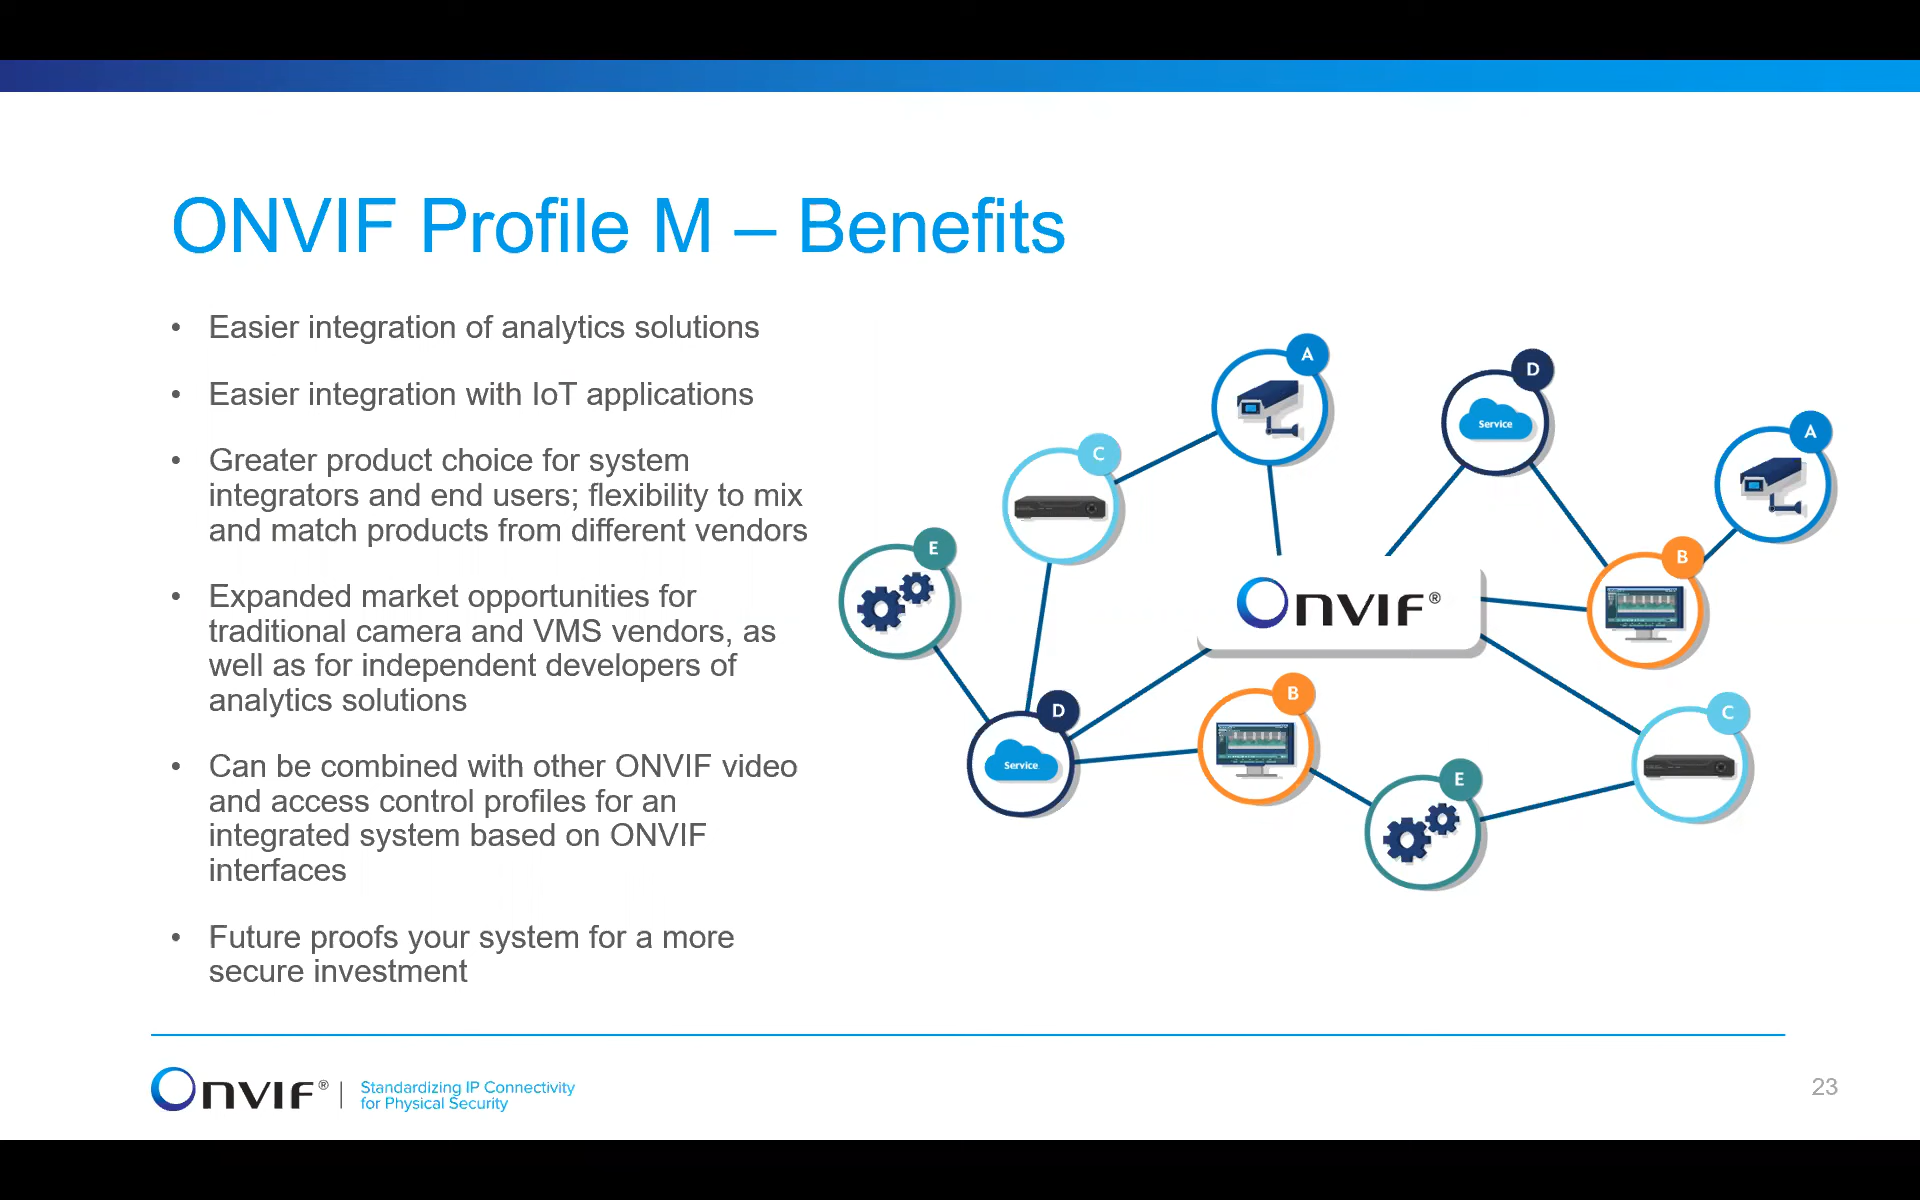 ONVIF Profile M – Benefits
• Easier integration of analytics solutions
• Easier integration with IoT applications
• Greater product choice for system
integrators and end users; flexibility to mix
and match products from different vendors
• Expanded market opportunities for
traditional camera and VMS vendors, as
well as for independent developers of
analytics solutions
• Can be combined with other ONVIF video
and access control profiles for an
integrated system based on ONVIF
interfaces
• Future proofs your system for a more
secure investment
A
D
Service
A
C
E
B
ONVIF®
B
D
Service
C
E
ONVIF® | Standardizing IP Connectivity
for Physical Security
23